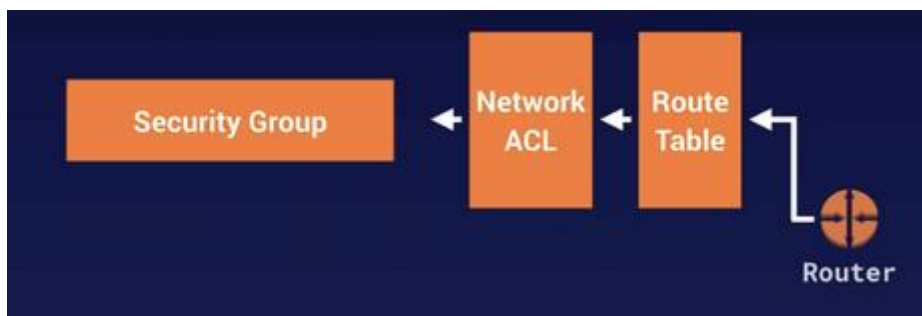 Security Group
Network
ACL
Route
Table
Router